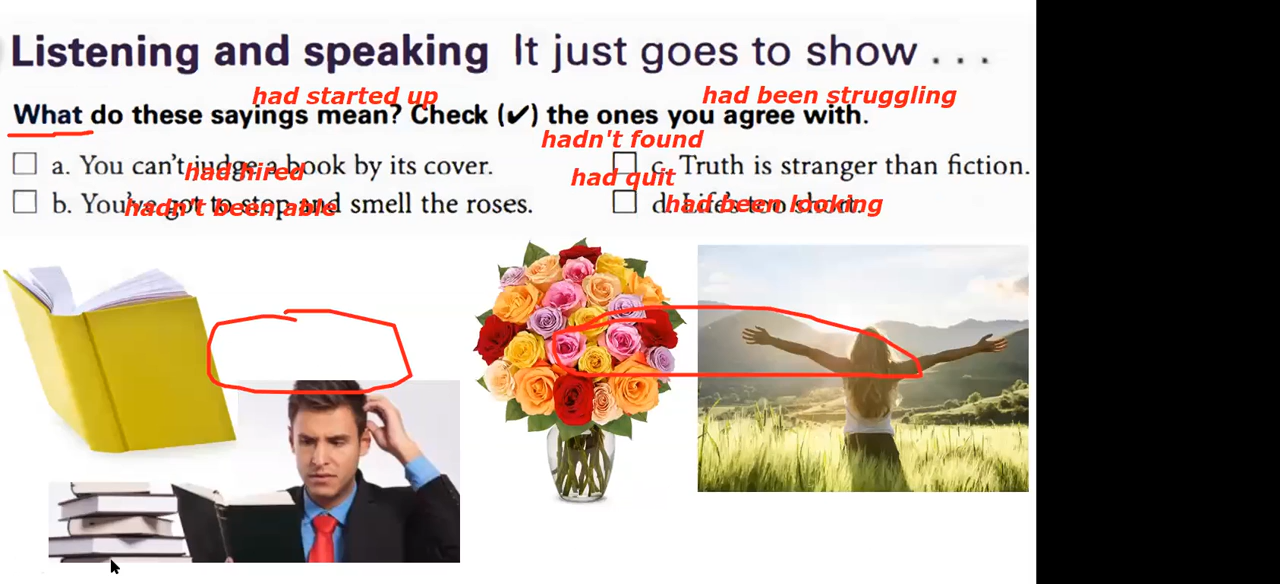 Listening and speaking It just goes to show . . .
had started up
had been struggling
What do these sayings mean? Check (✔) the ones you agree with.
hadn't found
a. You can't judge a book by its cover.
c. Truth is stranger than fiction.
had hired
had quit
b. You've got to stop and smell the roses.
d. Life's too short.
hadn't been able
had been looking